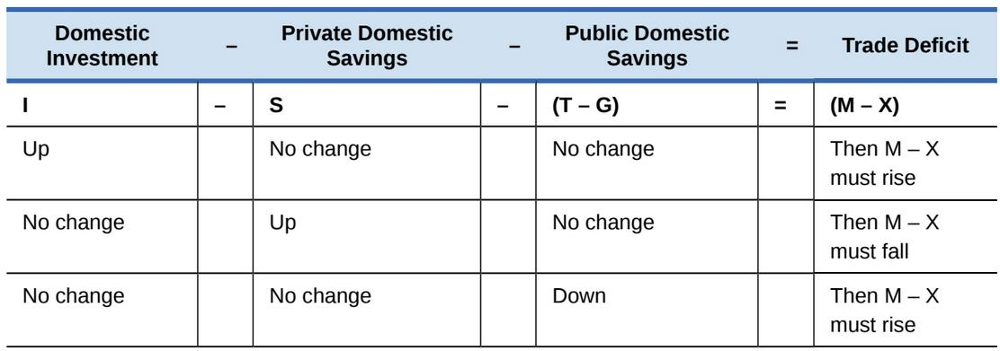 Domestic Investment – Private Domestic Savings – Public Domestic Savings = Trade Deficit
I – S – (T – G) = (M – X)
Up No change No change Then M – X must rise
No change Up No change Then M – X must fall
No change No change Down Then M – X must rise